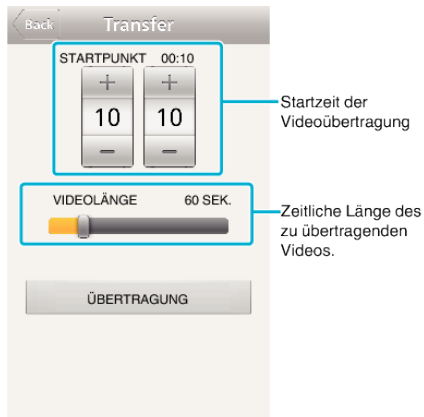 Back Transfer
STARTPUNKT 00:10
+ +
10 10
− −
Startzeit der
Videoübertragung
VIDEOLÄNGE 60 SEK.
Zeitliche Länge des
zu übertragenden
Videos.
ÜBERTRAGUNG